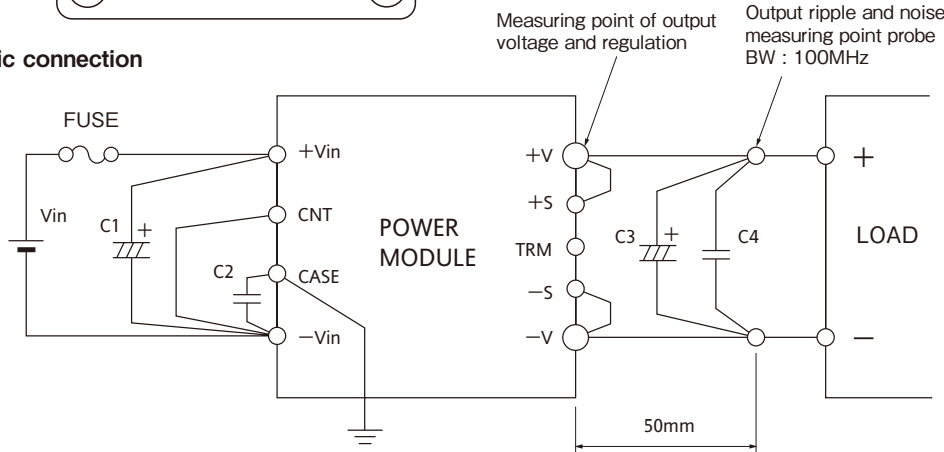 Measuring point of output
voltage and regulation
Output ripple and noise
measuring point probe
BW : 100MHz
ic connection
FUSE
Vin
C1
+
C2
+Vin
CNT
CASE
−Vin
POWER
MODULE
+V
+S
TRM
−S
−V
C3
+
C4
+
LOAD
−
50mm